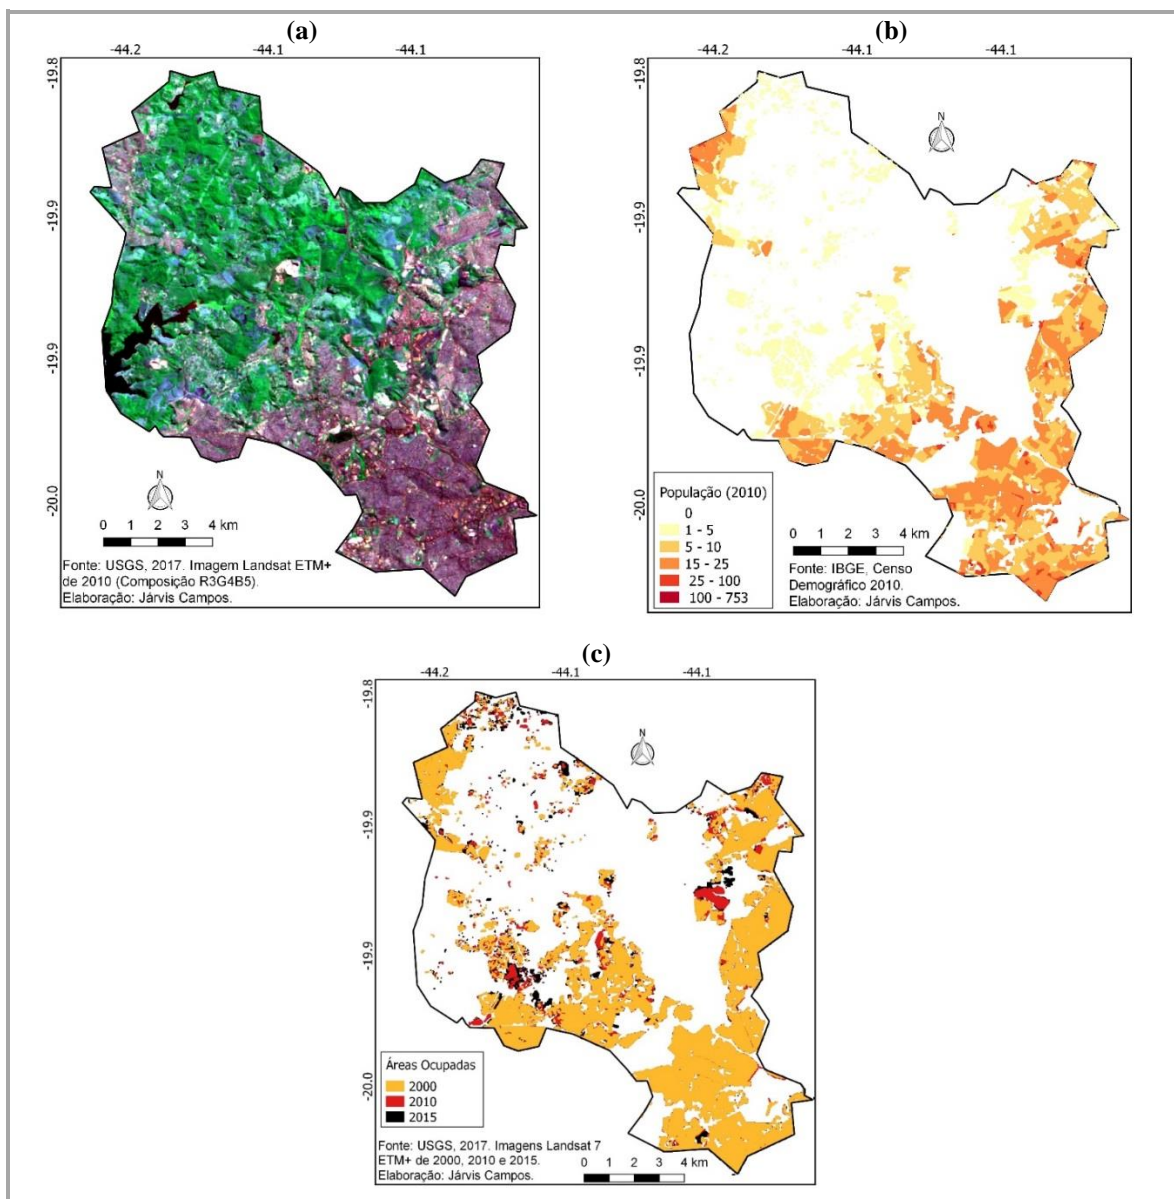 (a)
-44.2 -44.1 -44.1
-19.8
-19.9
-19.9
-20.0
N
0 1 2 3 4 km
Fonte: USGS, 2017. Imagem Landsat ETM+
de 2010 (Composição R3G4B5).
Elaboração: Járvis Campos.
(b)
-44.2 -44.1 -44.1
-19.8
-19.9
-19.9
-20.0
N
População (2010)
0
1 - 5
5 - 10
15 - 25
25 - 100
100 - 753
0 1 2 3 4 km
Fonte: IBGE, Censo
Demográfico 2010.
Elaboração: Járvis Campos.
(c)
-44.2 -44.1 -44.1
-19.8
-19.9
-19.9
-20.0
N
Áreas Ocupadas
2000
2010
2015
Fonte: USGS, 2017. Imagens Landsat 7
ETM+ de 2000, 2010 e 2015.
Elaboração: Járvis Campos.
0 1 2 3 4 km